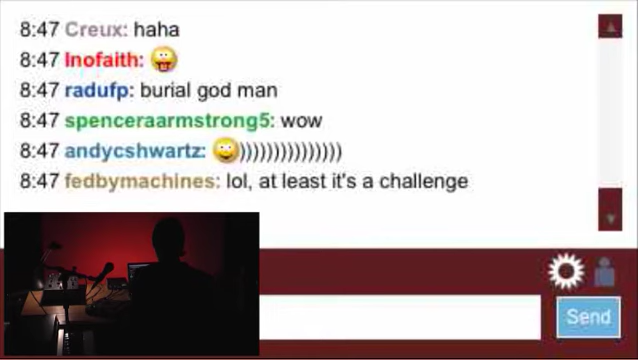 8:47 Creux: haha
8:47 Inofaith:
8:47 radufp: burial god man
8:47 spenceraarmstrong5: wow
8:47 andycshwartz: )))))))))))))))
8:47 fedbymachines: lol, at least it's a challenge
Send